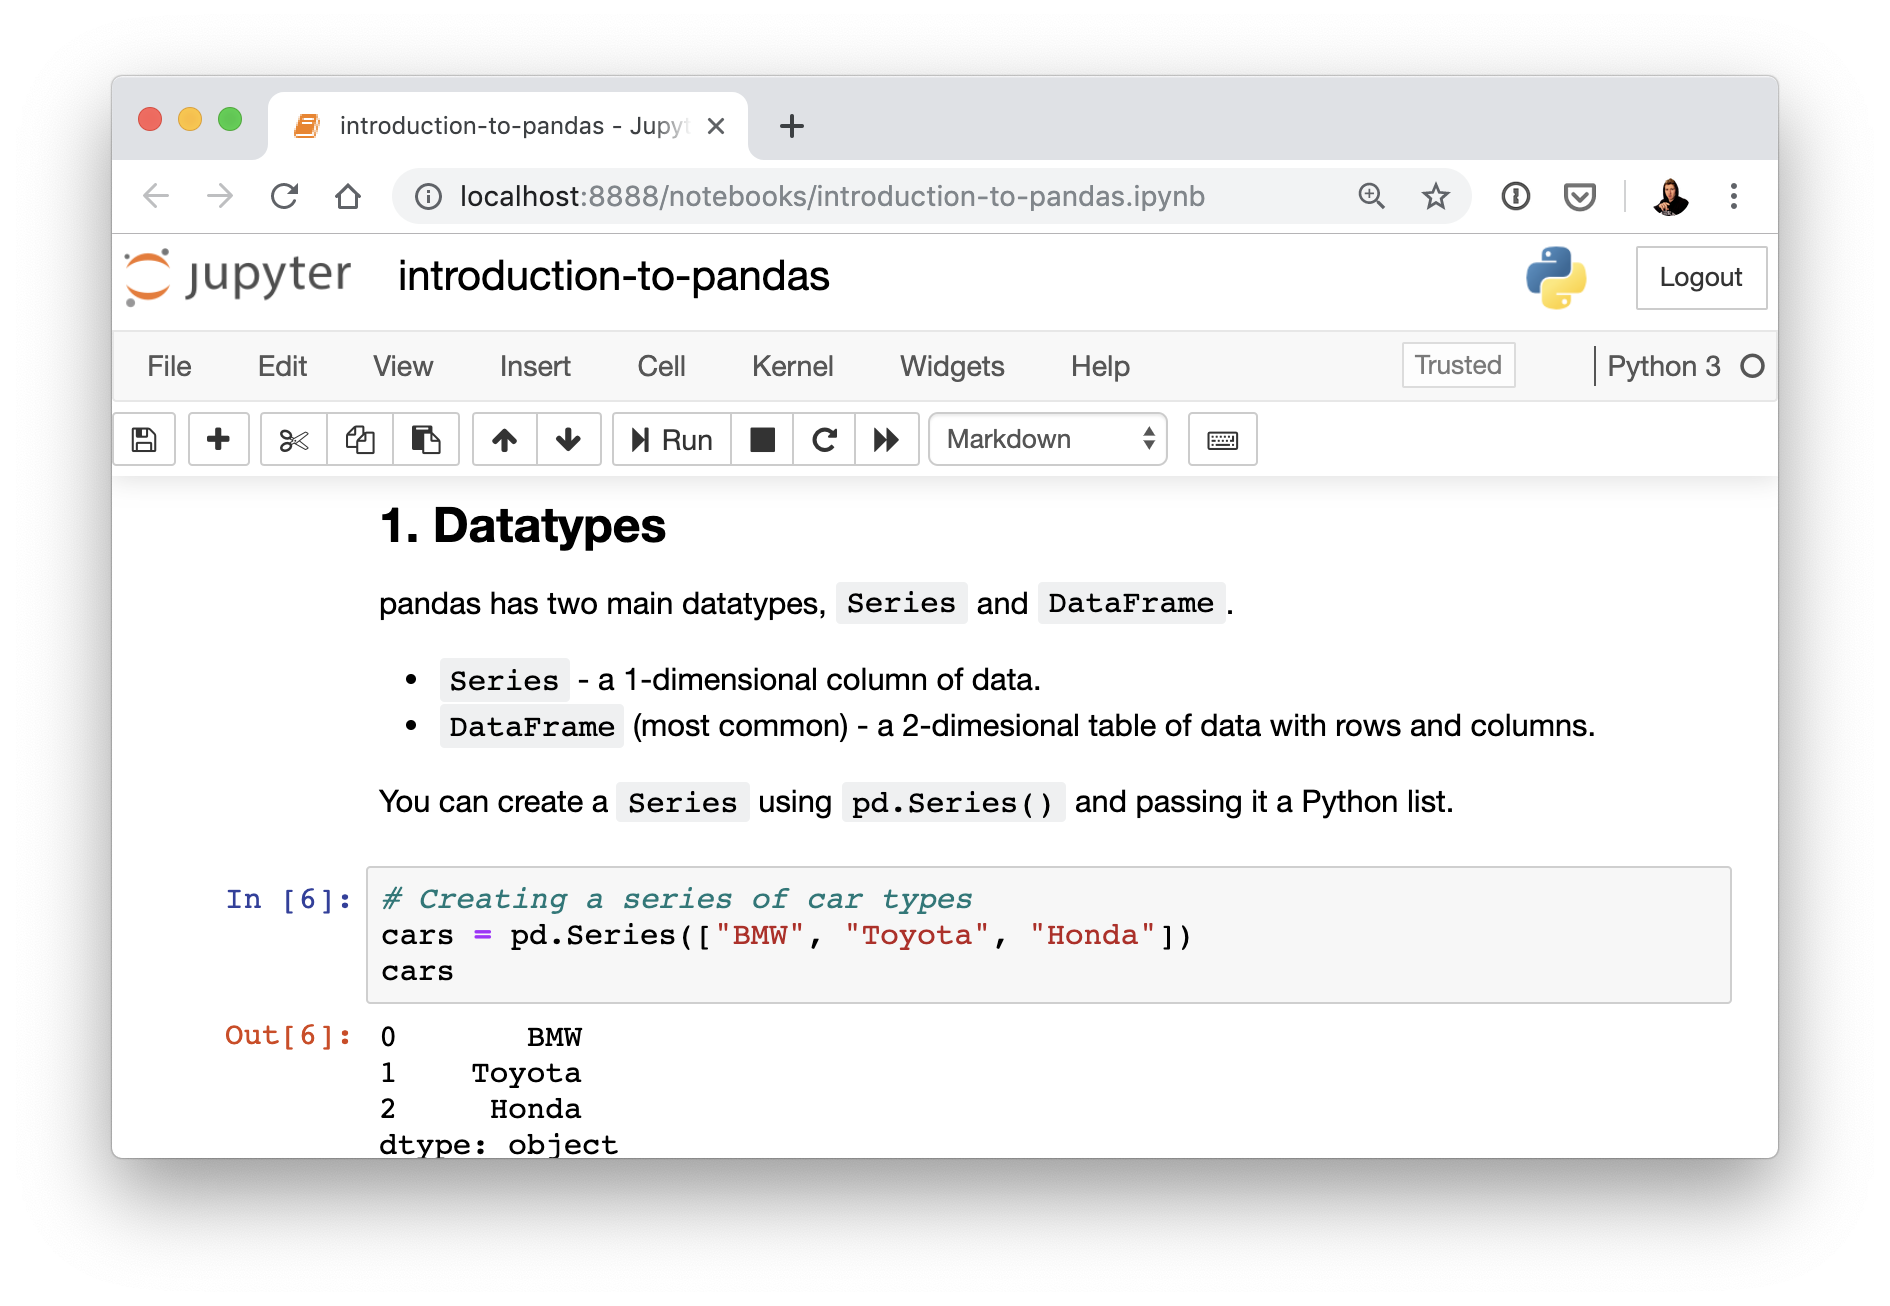 introduction-to-pandas - Jupyt
localhost:8888/notebooks/introduction-to-pandas.ipynb
jupyter introduction-to-pandas Logout
File Edit View Insert Cell Kernel Widgets Help Trusted Python 3
Run Markdown
1. Datatypes
pandas has two main datatypes, Series and DataFrame.
• Series - a 1-dimensional column of data.
• DataFrame (most common) - a 2-dimesional table of data with rows and columns.
You can create a Series using pd.Series() and passing it a Python list.
In [6]: # Creating a series of car types
cars = pd.Series(["BMW", "Toyota", "Honda"])
cars
Out[6]: 0 BMW
1 Toyota
2 Honda
dtype: object